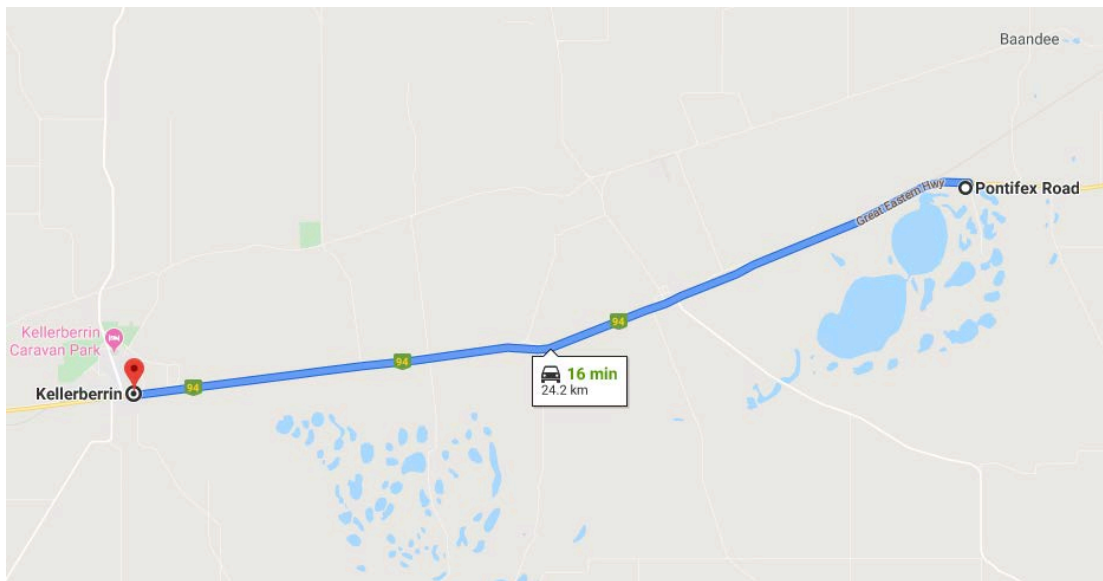 Baandee
Great Eastern Hwy
Pontifex Road
94
Kellerberrin
Caravan Park
94
16 min
24.2 km
Kellerberrin
94